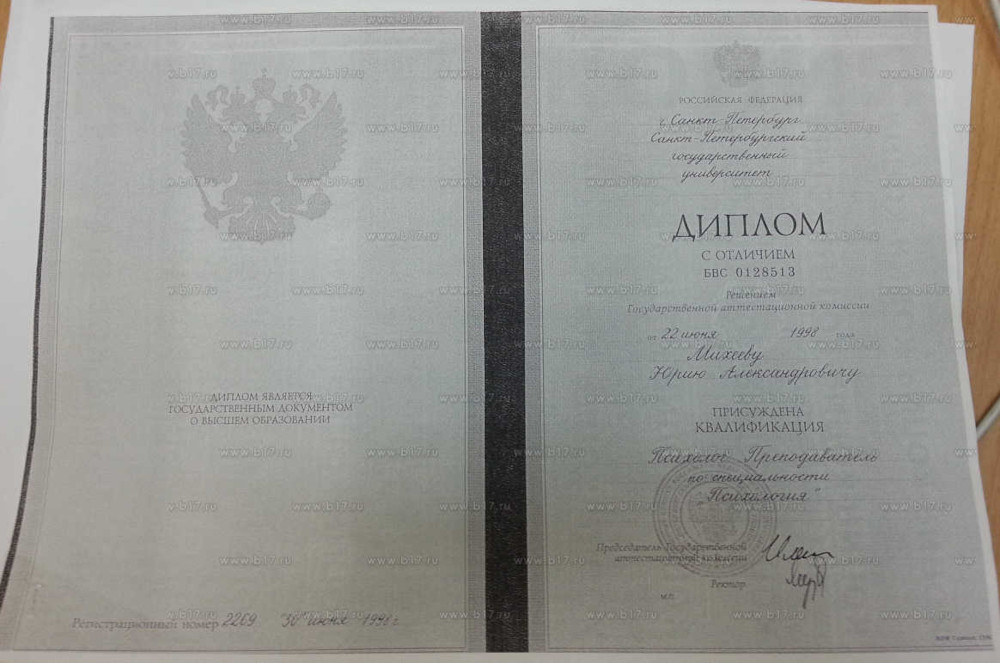 ДИПЛОМ ЯВЛЯЕТСЯ
ГОСУДАРСТВЕННЫМ ДОКУМЕНТОМ
О ВЫСШЕМ ОБРАЗОВАНИИ
Регистрационный номер 2269 "30" июня 1998 г.
РОССИЙСКАЯ ФЕДЕРАЦИЯ
г. Санкт-Петербург
Санкт-Петербургский
государственный
университет
ДИПЛОМ
С ОТЛИЧИЕМ
БВС 0128513
Решением
Государственной аттестационной комиссии
от 22 июня 1998 года
Михееву
Юрию Александровичу
ПРИСУЖДЕНА
КВАЛИФИКАЦИЯ
Психолог. Преподаватель
по специальности
"Психология"
Председатель Государственной
аттестационной комиссии
Ректор
М.П.
www.b17.ru